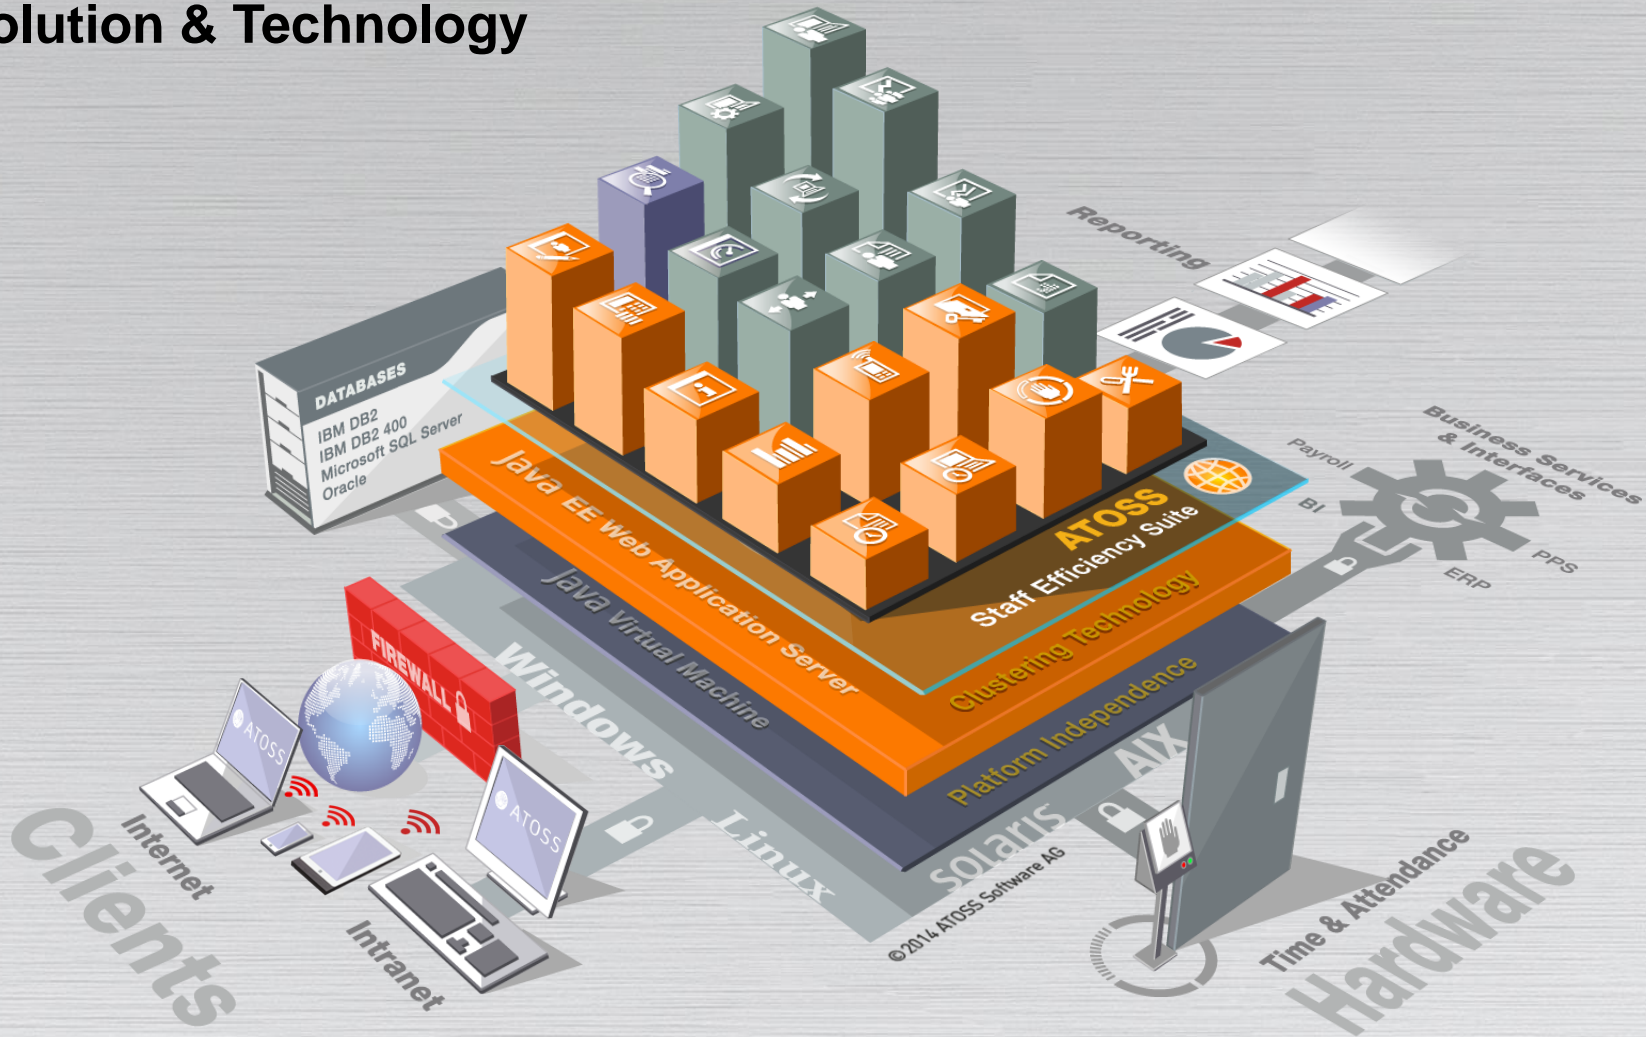 olution & Technology
Reporting
DATABASES
IBM DB2
IBM DB2 400
Microsoft SQL Server
Oracle
Business Services
& Interfaces
Payroll
BI
ERP
PPS
ATOSS
Staff Efficiency Suite
Java EE Web Application Server
Clustering Technology
Java Virtual Machine
Platform Independence
Windows
Linux
Solaris
AIX
FIREWALL
ATOSS
ATOSS
Internet
Intranet
Clients
© 2014 ATOSS Software AG
Time & Attendance
Hardware